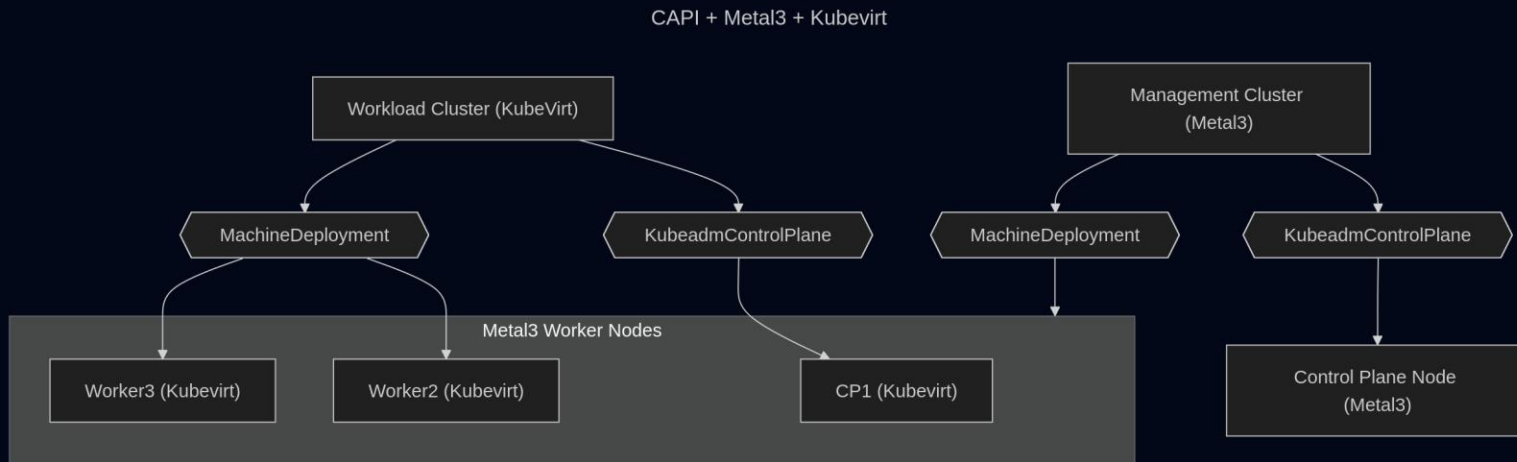 CAPI + Metal3 + Kubevirt
Workload Cluster (KubeVirt)
Management Cluster
(Metal3)
MachineDeployment
KubeadmControlPlane
MachineDeployment
KubeadmControlPlane
Metal3 Worker Nodes
Worker3 (Kubevirt)
Worker2 (Kubevirt)
CP1 (Kubevirt)
Control Plane Node
(Metal3)